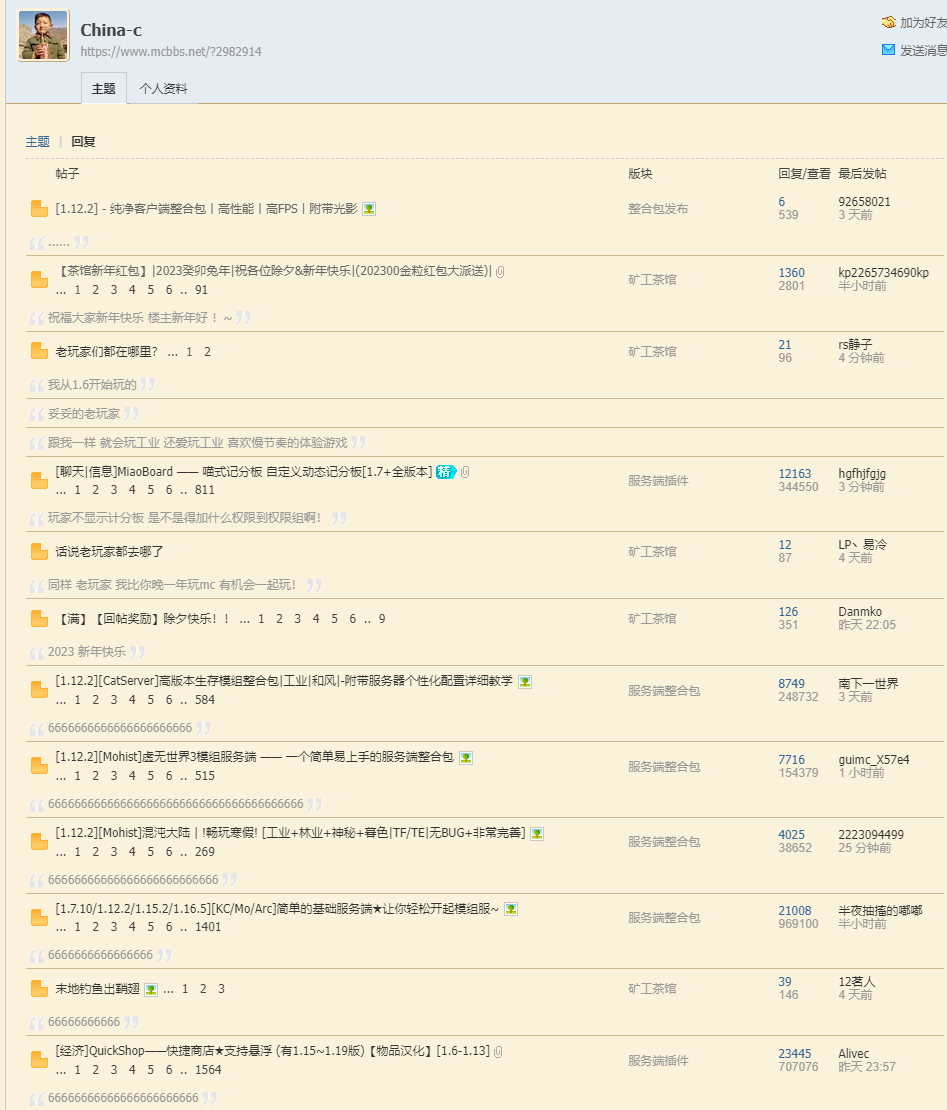 China-c
加为好友
https://www.mcbbs.net/?2982914
发送消息
主题 个人资料
主题 | 回复
帖子 版块 回复/查看 最后发帖
[1.12.2] - 纯净客户端整合包丨高性能丨高FPS丨附带光影 整合包发布 6 92658021
539 3 天前
......
【茶馆新年红包】|2023癸卯兔年|祝各位除夕&新年快乐|(202300金粒红包大派送)| 矿工茶馆 1360 kp2265734690kp
... 1 2 3 4 5 6 .. 91 2801 半小时前
祝福大家新年快乐 楼主新年好！~
老玩家们都在哪里? ... 1 2 矿工茶馆 21 rs静子
96 4 分钟前
我从1.6开始玩的
妥妥的老玩家
跟我一样 就会玩工业 还爱玩工业 喜欢慢节奏的体验游戏
[聊天|信息]MiaoBoard —— 喵式记分板 自定义动态记分板[1.7+全版本] 精 服务端插件 12163 hgfhjfgjg
... 1 2 3 4 5 6 .. 811 344550 3 分钟前
玩家不显示计分板 是不是得加什么权限到权限组啊!
话说老玩家都去哪了 矿工茶馆 12 LP丶易冷
87 4 天前
同样 老玩家 我比你晚一年玩mc 有机会一起玩!
【满】【回帖奖励】除夕快乐！！ ... 1 2 3 4 5 6 .. 9 矿工茶馆 126 Danmko
351 昨天 22:05
2023 新年快乐
[1.12.2][CatServer]高版本生存模组整合包|工业|和风|-附带服务器个性化配置详细教学 服务端整合包 8749 南下一世界
... 1 2 3 4 5 6 .. 584 248732 3 天前
6666666666666666666666
[1.12.2][Mohist]虚无世界3模组服务端 —— 一个简单易上手的服务端整合包 服务端整合包 7716 guimc_X57e4
... 1 2 3 4 5 6 .. 515 154379 1 小时前
666666666666666666666666666666666666666
[1.12.2][Mohist]混沌大陆丨!畅玩寒假! [工业+林业+神秘+暮色|TF/TE|无BUG+非常完善] 服务端整合包 4025 2223094499
... 1 2 3 4 5 6 .. 269 38652 25 分钟前
66666666666666666666666666
[1.7.10/1.12.2/1.15.2/1.16.5][KC/Mo/Arc]简单的基础服务端★让你轻松开起模组服~ 服务端整合包 21008 半夜抽搐的嘟嘟
... 1 2 3 4 5 6 .. 1401 969100 半小时前
6666666666666666
末地钓鱼出鞘翅 ... 1 2 3 矿工茶馆 39 12茗人
146 4 天前
66666666666
[经济]QuickShop——快捷商店★支持悬浮 (有1.15~1.19版)【物品汉化】[1.6-1.13] 服务端插件 23445 Alivec
... 1 2 3 4 5 6 .. 1564 707076 昨天 23:57
66666666666666666666666